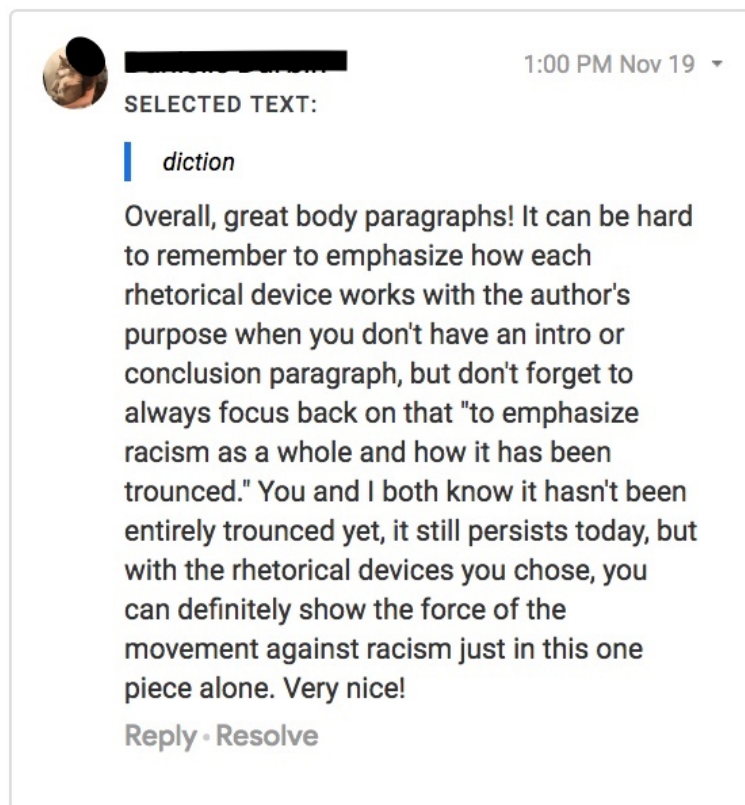 1:00 PM Nov 19
SELECTED TEXT:
diction
Overall, great body paragraphs! It can be hard
to remember to emphasize how each
rhetorical device works with the author's
purpose when you don't have an intro or
conclusion paragraph, but don't forget to
always focus back on that "to emphasize
racism as a whole and how it has been
trounced." You and I both know it hasn't been
entirely trounced yet, it still persists today, but
with the rhetorical devices you chose, you
can definitely show the force of the
movement against racism just in this one
piece alone. Very nice!
Reply • Resolve